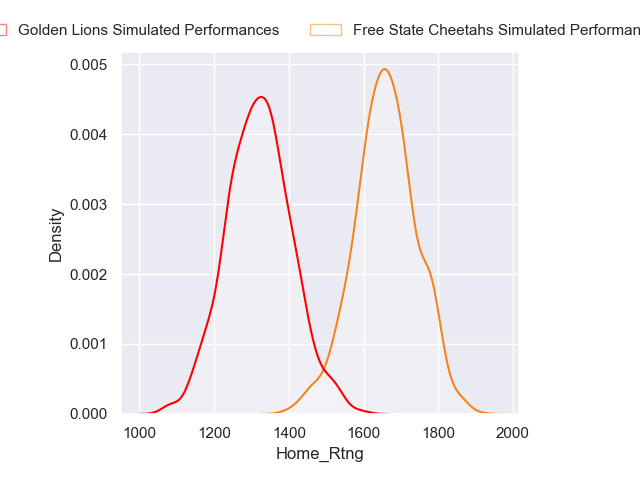 Golden Lions Simulated Performances Free State Cheetahs Simulated Performan
0.005
0.004
0.003
0.002
0.001
0.000
Density
1000 1200 1400 1600 1800 2000
Home_Rtng